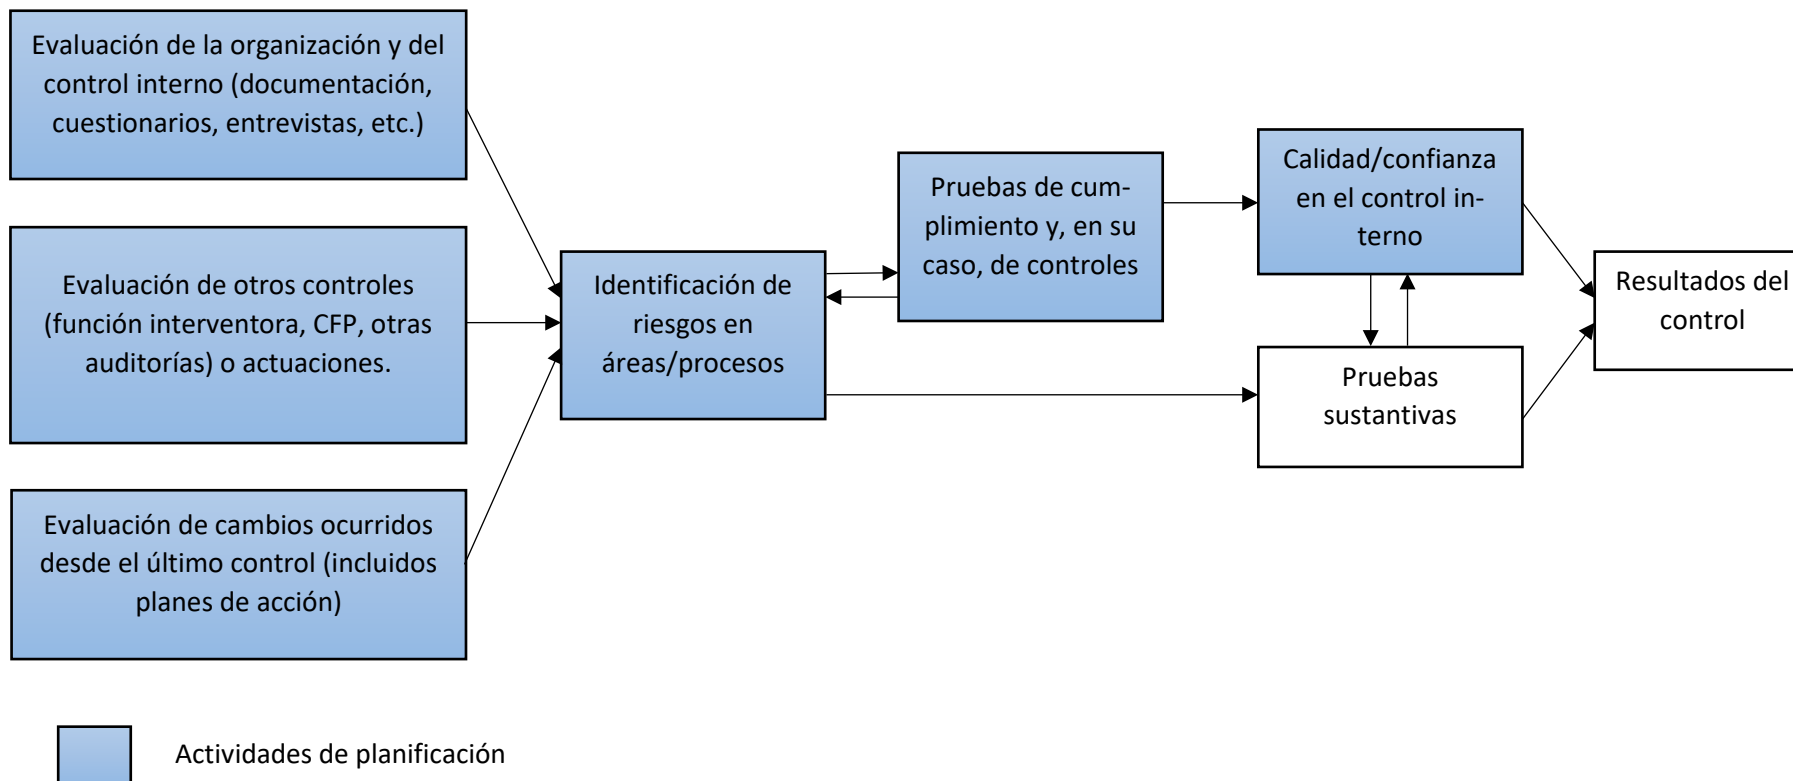 Evaluación de la organización y del
control interno (documentación,
cuestionarios, entrevistas, etc.)
Evaluación de otros controles
(función interventora, CFP, otras
auditorías) o actuaciones.
Evaluación de cambios ocurridos
desde el último control (incluidos
planes de acción)
Identificación de
riesgos en
áreas/procesos
Pruebas de cum-
plimiento y, en su
caso, de controles
Calidad/confianza
en el control in-
terno
Pruebas
sustantivas
Resultados del
control
Actividades de planificación